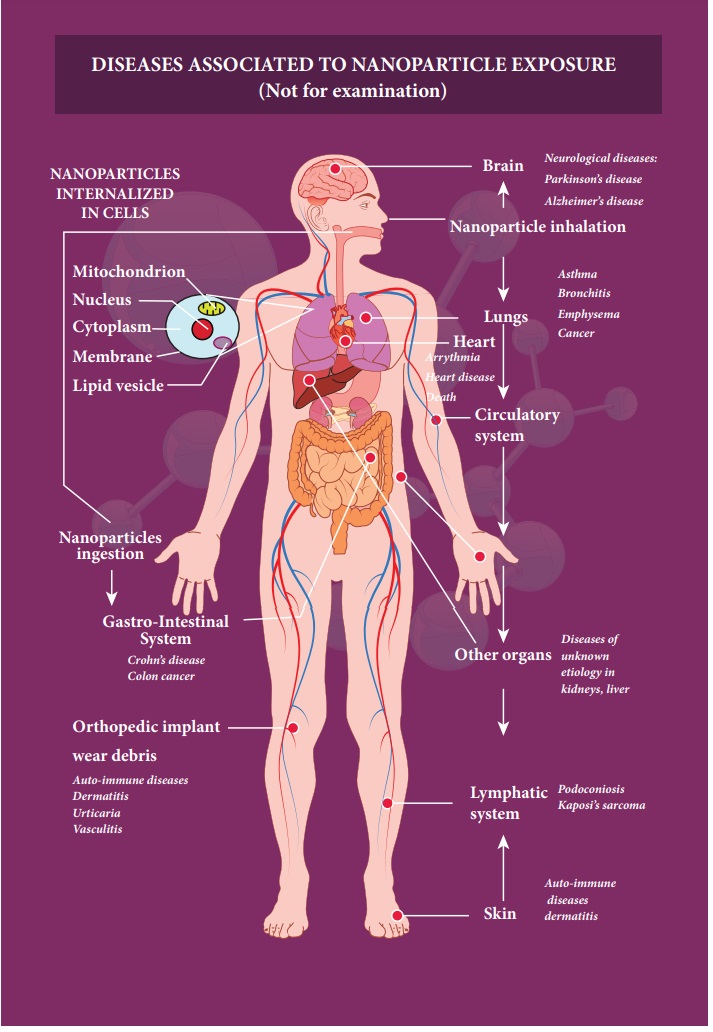 DISEASES ASSOCIATED TO NANOPARTICLE EXPOSURE
(Not for examination)
NANOPARTICLES
INTERNALIZED
IN CELLS
Mitochondrion
Nucleus
Cytoplasm
Membrane
Lipid vesicle
Nanoparticles
ingestion
Gastro-Intestinal
System
Crohn's disease
Colon cancer
Orthopedic implant
wear debris
Auto-immune diseases
Dermatitis
Urticaria
Vasculitis
Brain
Neurological diseases:
Parkinson's disease
Alzheimer's disease
Nanoparticle inhalation
Lungs
Asthma
Bronchitis
Emphysema
Cancer
Heart
Arrythmia
Heart disease
Death
Circulatory
system
Other organs
Diseases of
unknown
etiology in
kidneys, liver
Lymphatic
system
Podoconiosis
Kaposi's sarcoma
Skin
Auto-immune
diseases
dermatitis